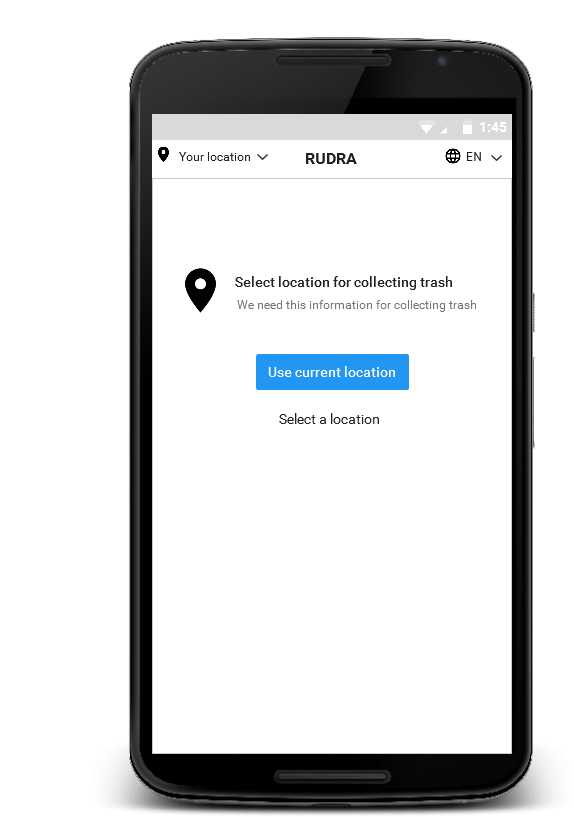 1:45
Your location
RUDRA
EN
Select location for collecting trash
We need this information for collecting trash
Use current location
Select a location